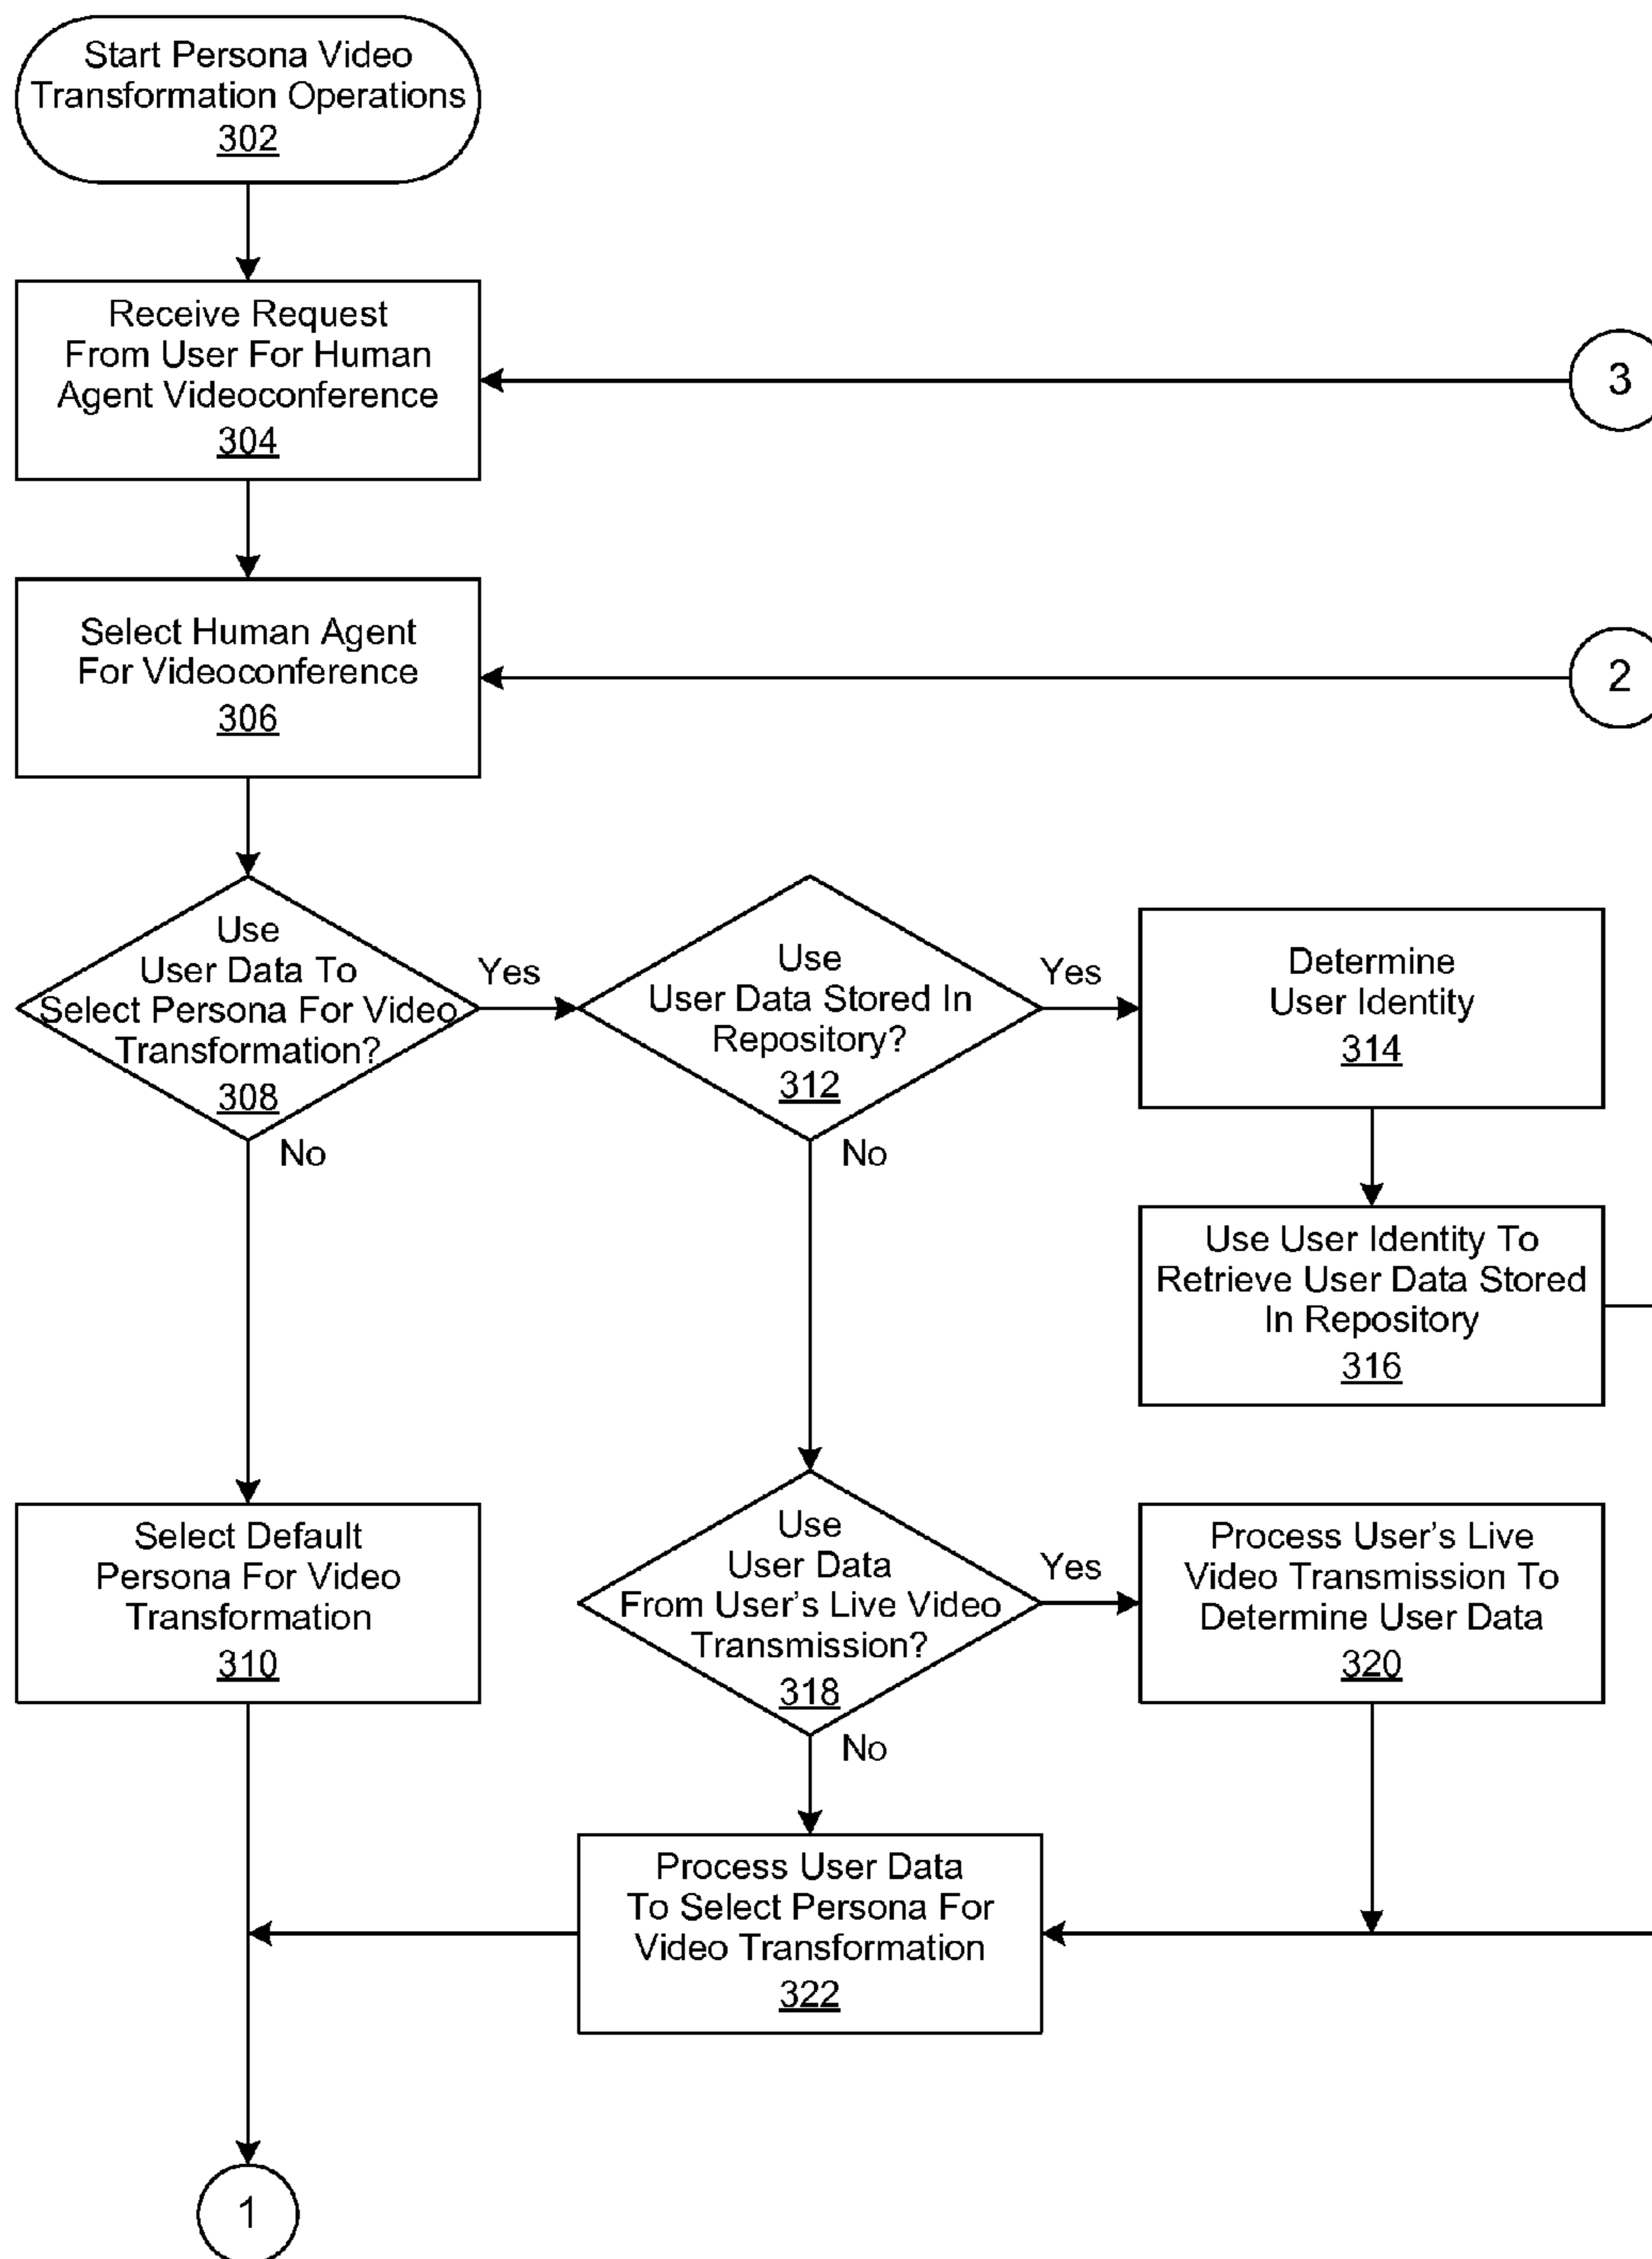 Start Persona Video
Transformation Operations
302
Receive Request
From User For Human
Agent Videoconference
304
3
Select Human Agent
For Videoconference
306
2
Use
User Data To
Select Persona For Video
Transformation?
308
Yes
No
Use
User Data Stored In
Repository?
312
Yes
No
Determine
User Identity
314
Use User Identity To
Retrieve User Data Stored
In Repository
316
Select Default
Persona For Video
Transformation
310
Use
User Data
From User's Live Video
Transmission?
318
Yes
No
Process User's Live
Video Transmission To
Determine User Data
320
Process User Data
To Select Persona For
Video Transformation
322
1